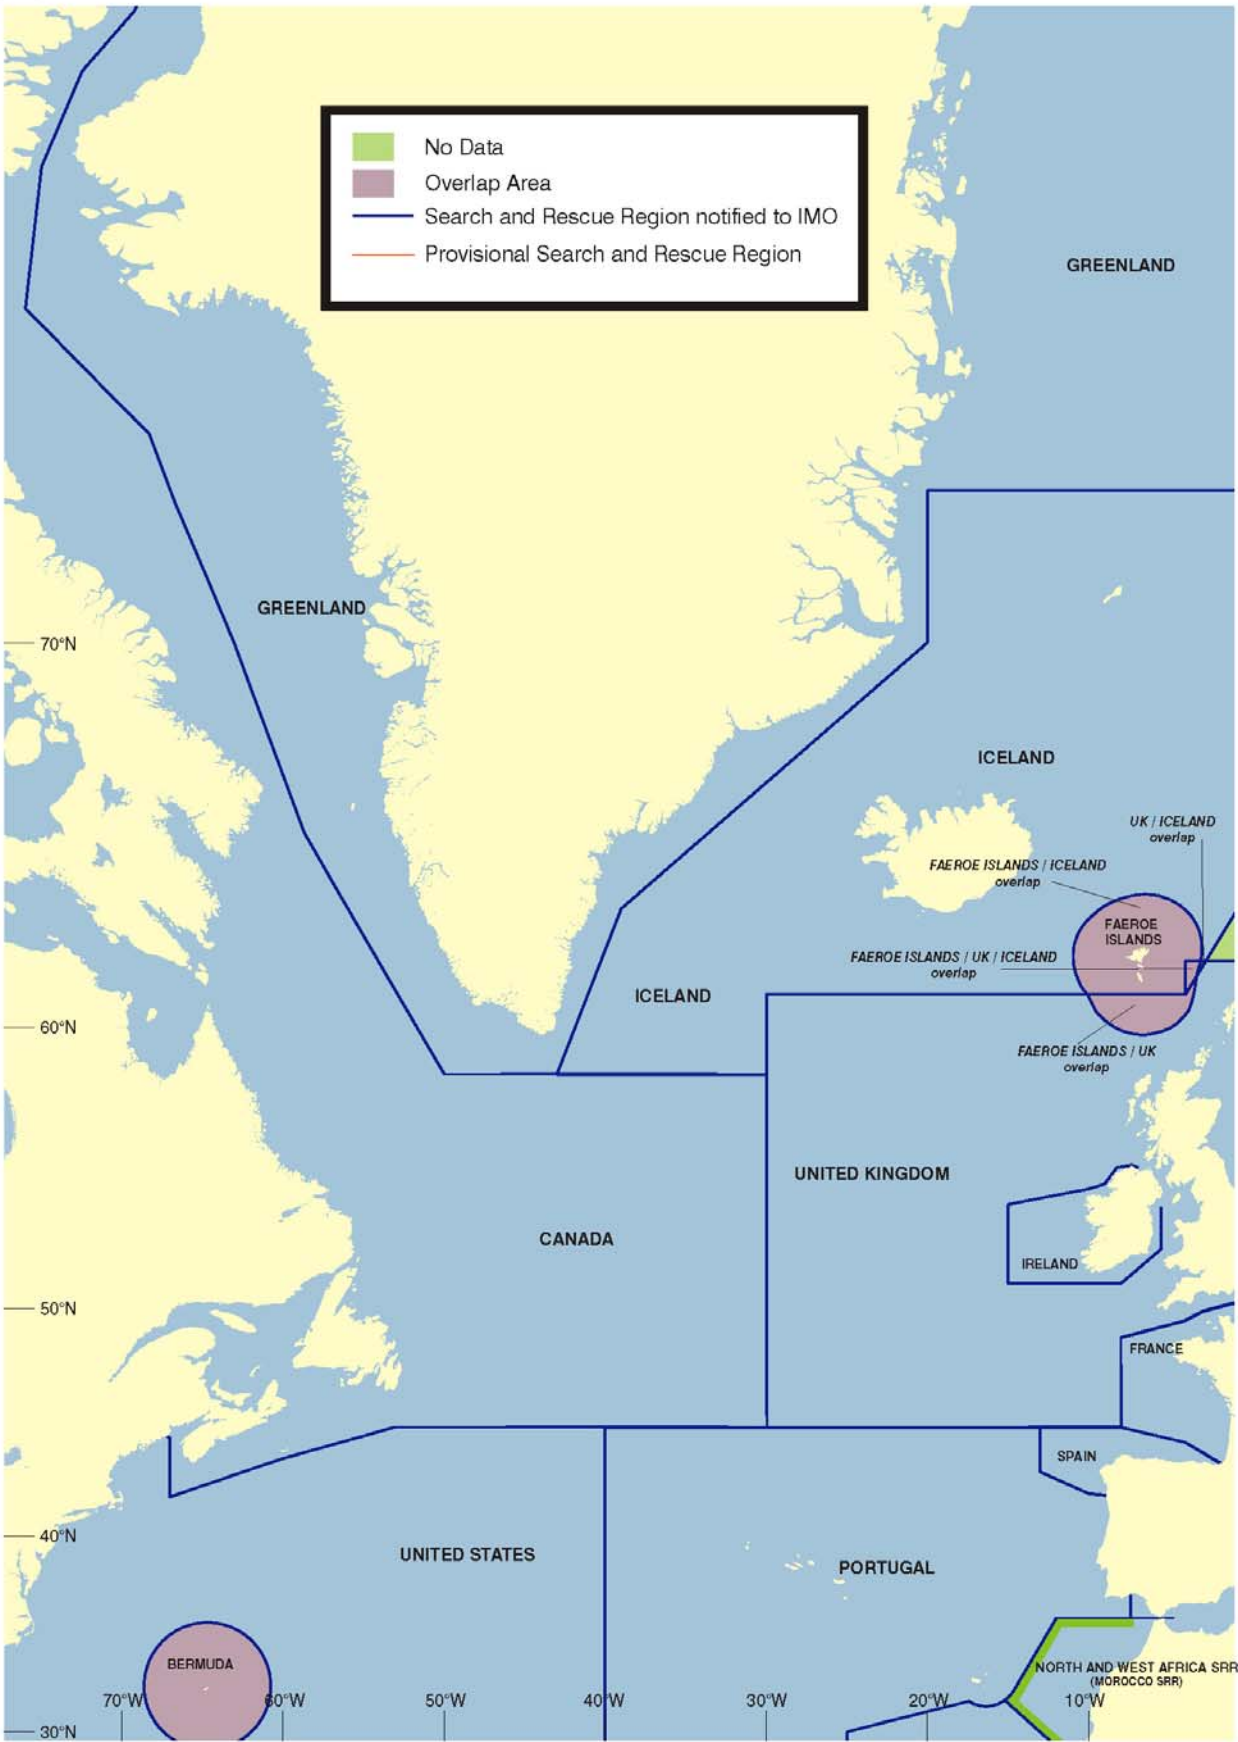 No Data
Overlap Area
Search and Rescue Region notified to IMO
Provisional Search and Rescue Region
GREENLAND
GREENLAND
70°N
ICELAND
UK / ICELAND
overlap
FAEROE ISLANDS / ICELAND
overlap
FAEROE
ISLANDS
FAEROE ISLANDS / UK / ICELAND
overlap
ICELAND
60°N
FAEROE ISLANDS / UK
overlap
UNITED KINGDOM
CANADA
IRELAND
50°N
FRANCE
SPAIN
40°N
UNITED STATES
PORTUGAL
BERMUDA
NORTH AND WEST AFRICA SRR
(MOROCCO SRR)
70°W
60°W
50°W
40°W
30°W
20°W
10°W
30°N